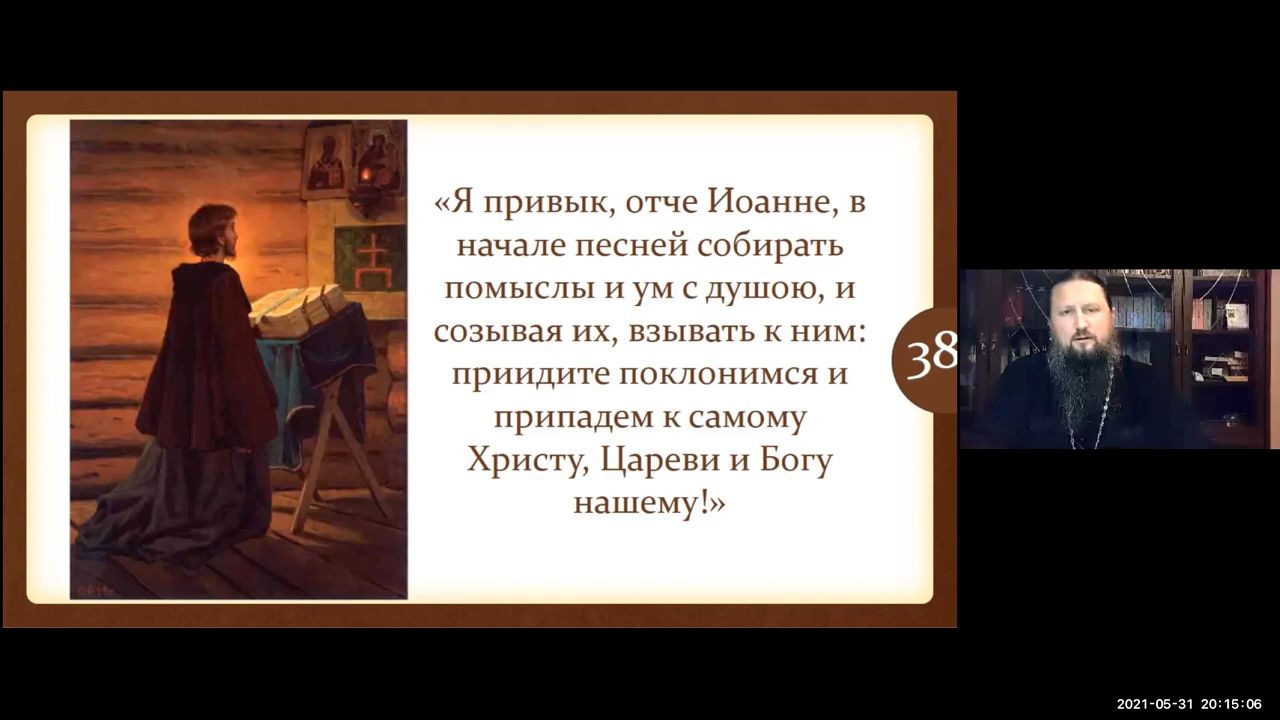 «Я привык, отче Иоанне, в
начале песней собирать
помыслы и ум с душою, и
созывая их, взывать к ним:
приидите поклонимся и
припадем к самому
Христу, Цареви и Богу
нашему!»
38
2021-05-31 20:15:06